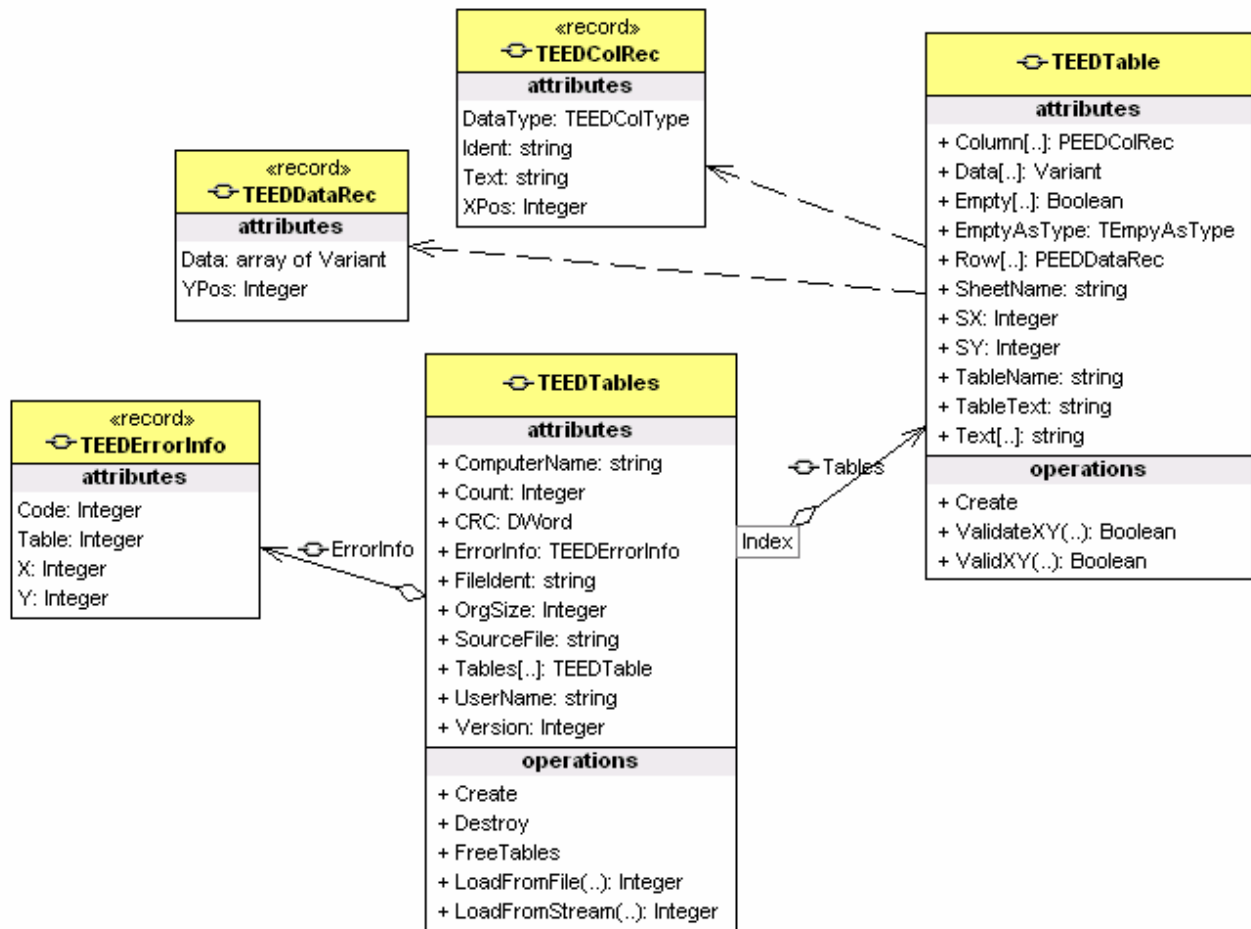 «record»
TEEDColRec
attributes
DataType: TEEDColType
Ident: string
Text: string
XPos: Integer
«record»
TEEDDataRec
attributes
Data: array of Variant
YPos: Integer
TEEDTable
attributes
+ Column[..]: PEEDColRec
+ Data[..]: Variant
+ Empty[..]: Boolean
+ EmptyAsType: TEmpyAsType
+ Row[..]: PEEDDataRec
+ SheetName: string
+ SX: Integer
+ SY: Integer
+ TableName: string
+ TableText: string
+ Text[..]: string
operations
+ Create
+ ValidateXY(..): Boolean
+ ValidXY(..): Boolean
«record»
TEEDErrorInfo
attributes
Code: Integer
Table: Integer
X: Integer
Y: Integer
ErrorInfo
TEEDTables
attributes
+ ComputerName: string
+ Count: Integer
+ CRC: DWord
+ ErrorInfo: TEEDErrorInfo
+ FileIdent: string
+ OrgSize: Integer
+ SourceFile: string
+ Tables[..]: TEEDTable
+ UserName: string
+ Version: Integer
operations
+ Create
+ Destroy
+ FreeTables
+ LoadFromFile(..): Integer
+ LoadFromStream(..): Integer
Tables
Index